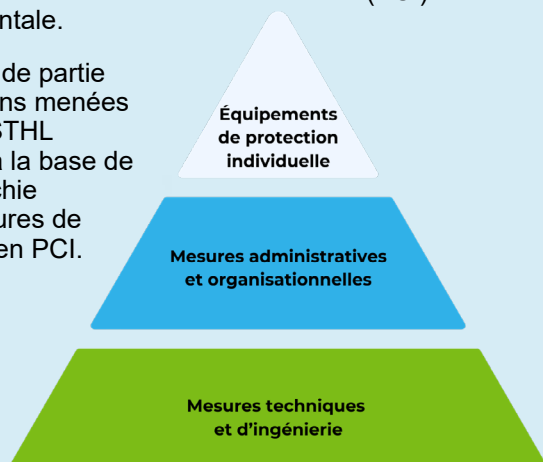 ntale.
de partie
ns menées
STHL
à la base de
chie
ures de
en PCI.
Équipements
de protection
individuelle
Mesures administratives
et organisationnelles
Mesures techniques
et d'ingénierie